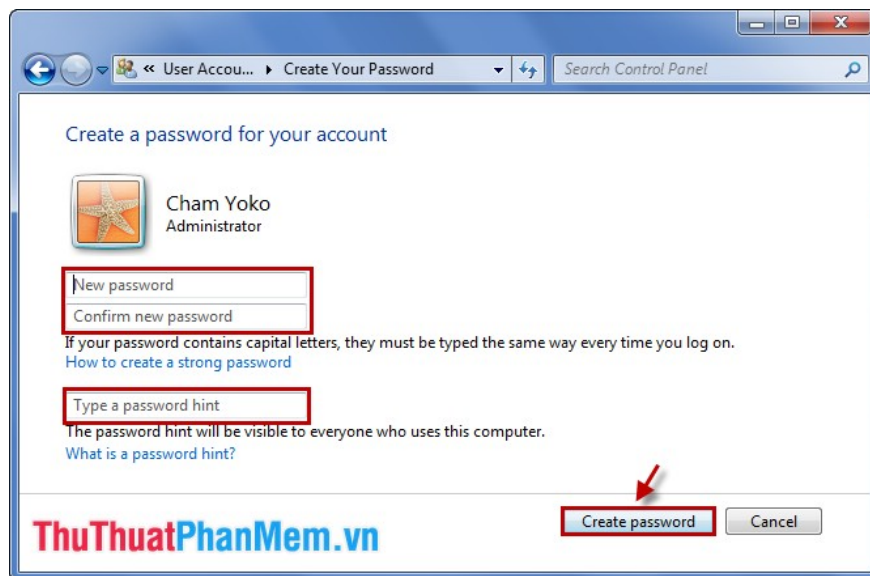 « User Accou... ▸ Create Your Password
Search Control Panel
Create a password for your account
Cham Yoko
Administrator
New password
Confirm new password
If your password contains capital letters, they must be typed the same way every time you log on.
How to create a strong password
Type a password hint
The password hint will be visible to everyone who uses this computer.
What is a password hint?
Create password
Cancel
ThuThuatPhanMem.vn